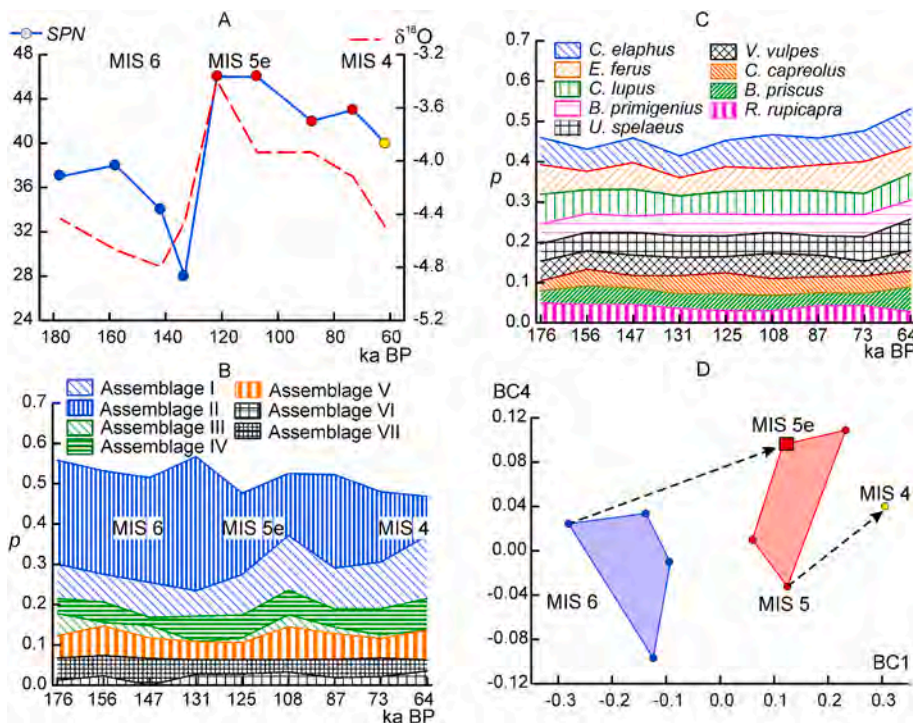 A
SPN
δ¹⁸O
48
44
40
36
32
28
24
MIS 6
MIS 5e
MIS 4
-3.2
-3.6
-4.0
-4.4
-4.8
-5.2
180 160 140 120 100 80 60
ka BP
C
0.7
0.6
0.5
0.4
p
0.3
0.2
0.1
0.0
C. elaphus
E. ferus
C. lupus
B. primigenius
U. spelaeus
V. vulpes
C. capreolus
B. priscus
R. rupicapra
176 156 147 131 125 108 87 73 64
ka BP
B
Assemblage I
Assemblage II
Assemblage III
Assemblage IV
Assemblage V
Assemblage VI
Assemblage VII
0.7
0.6
0.5
0.4
p
0.3
0.2
0.1
0.0
MIS 6
MIS 5e
MIS 4
176 156 147 131 125 108 87 73 64
ka BP
D
BC4
0.12
0.08
0.04
0.00
-0.04
-0.08
-0.12
MIS 5e
MIS 4
MIS 6
MIS 5
BC1
-0.3 -0.2 -0.1 0.0 0.1 0.2 0.3